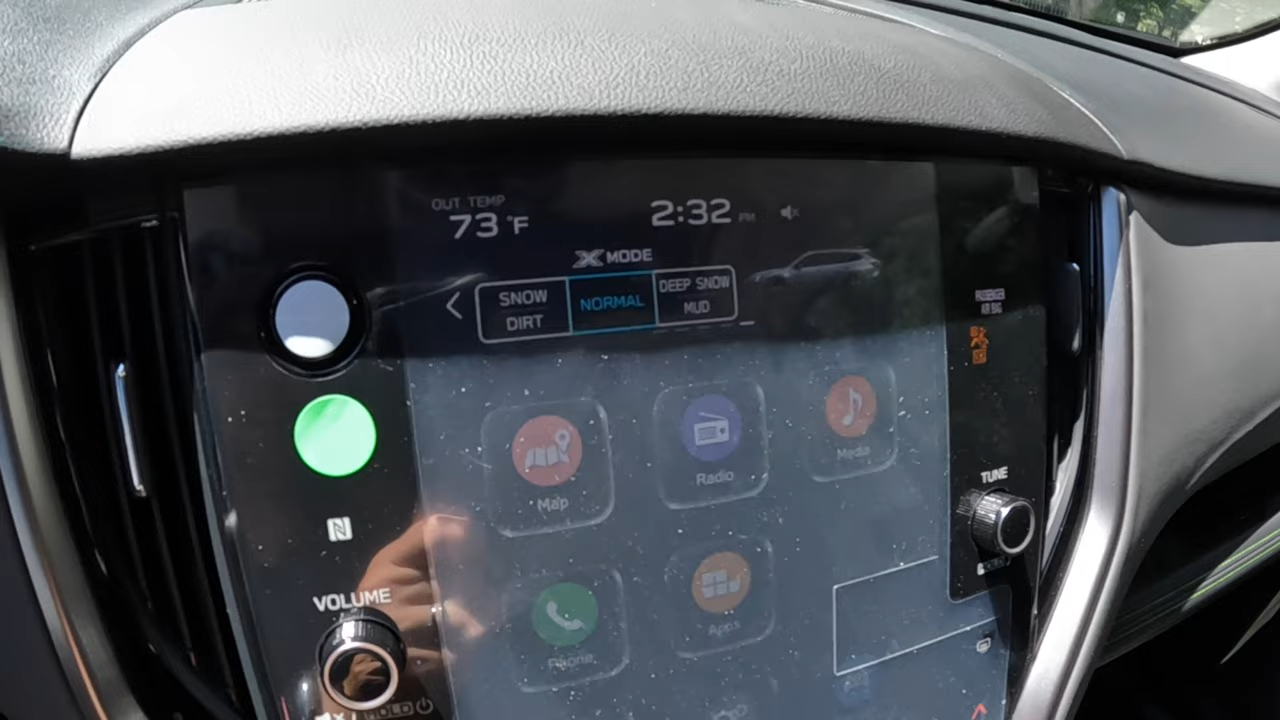 OUT TEMP
73 °F
2:32 PM
X MODE
SNOW
DIRT
NORMAL
DEEP SNOW
MUD
PASSENGER
AIR BAG
Map
Radio
Media
TUNE
Phone
Apps
VOLUME
HOLD